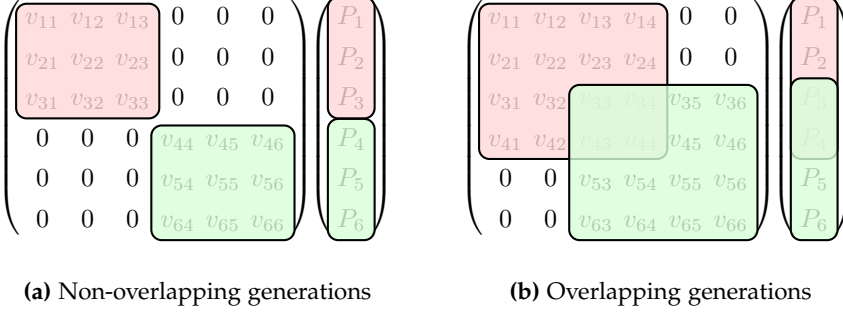 v11 v12 v13 0 0 0 P1 v11 v12 v13 v14 0 0 P1
v21 v22 v23 0 0 0 P2 v21 v22 v23 v24 0 0 P2
v31 v32 v33 0 0 0 P3 v31 v32 v33 v34 v35 v36 P3
0 0 0 v44 v45 v46 P4 v41 v42 v43 v44 v45 v46 P4
0 0 0 v54 v55 v56 P5 0 0 v53 v54 v55 v56 P5
0 0 0 v64 v65 v66 P6 0 0 v63 v64 v65 v66 P6
(a) Non-overlapping generations (b) Overlapping generations